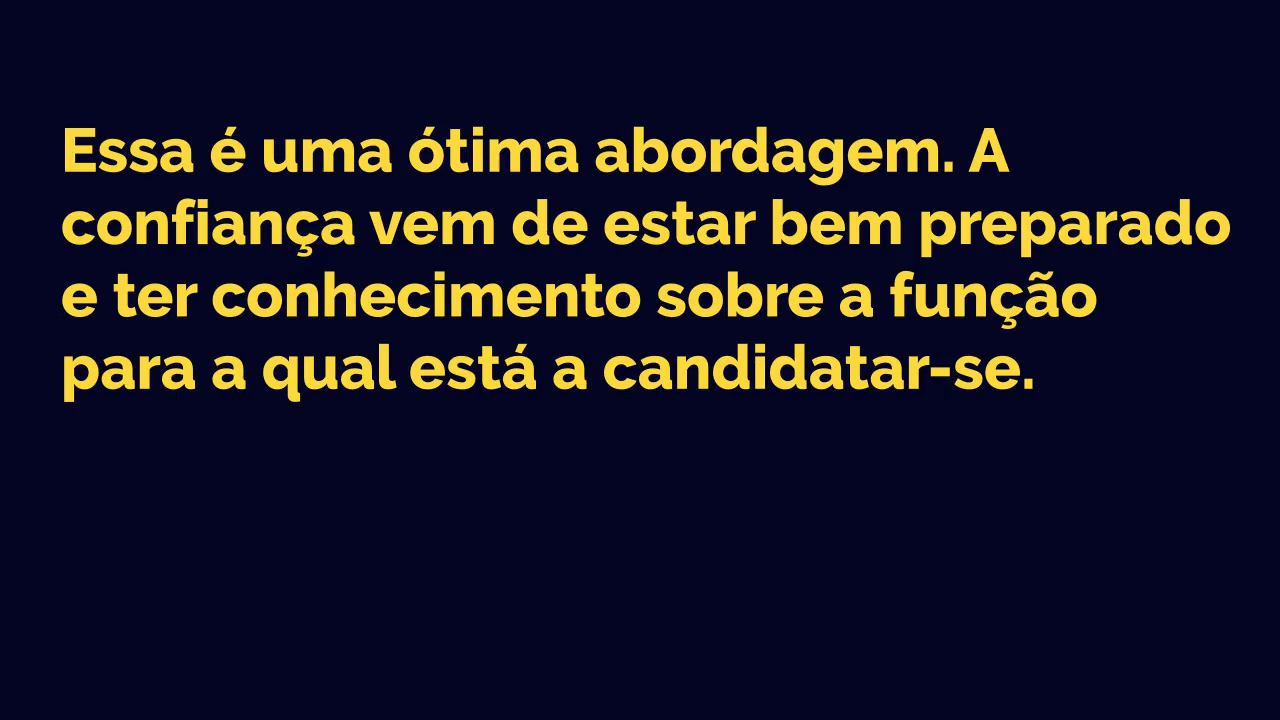 Essa é uma ótima abordagem. A
confiança vem de estar bem preparado
e ter conhecimento sobre a função
para a qual está a candidatar-se.